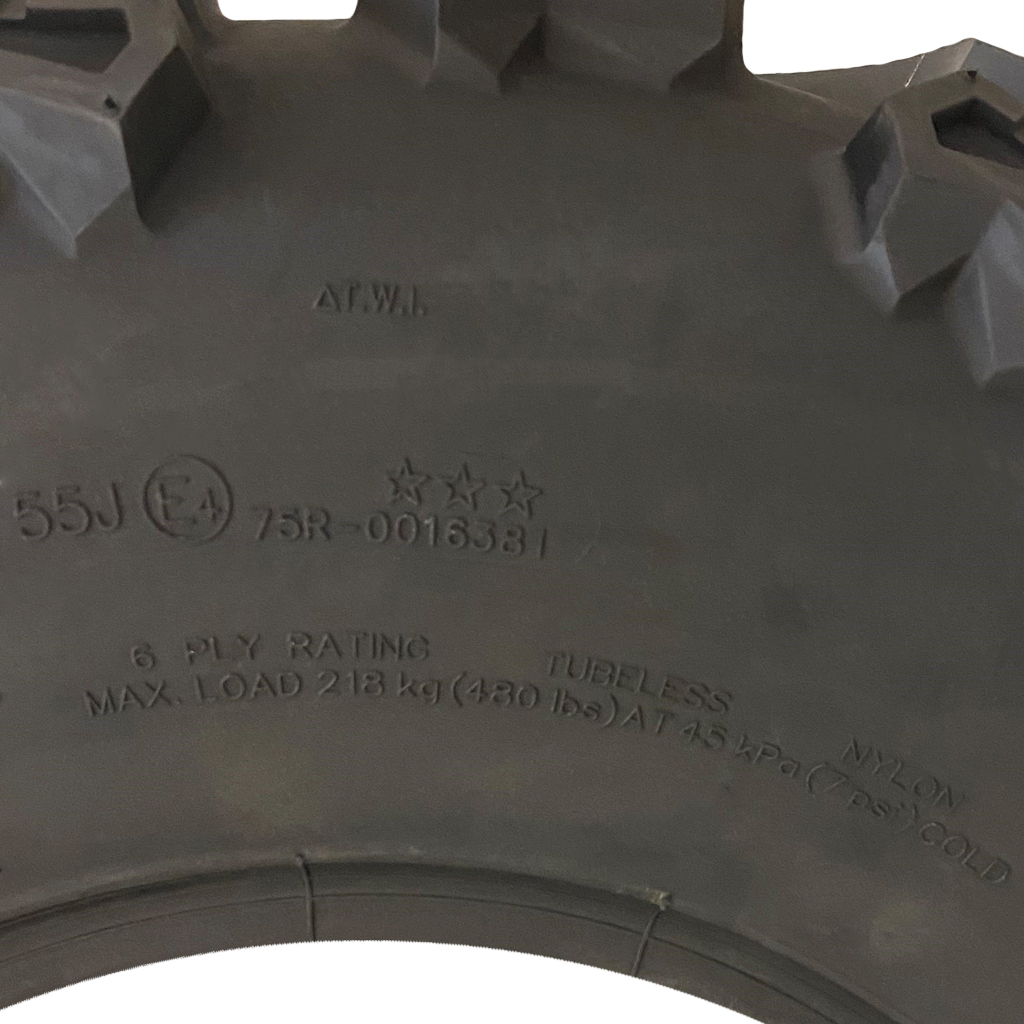 ΔT.W.I.
☆☆☆
55J E4 75R-0016381
6 PLY RATING TUBELESS NYLON
MAX. LOAD 218 kg (480 lbs) AT 45 kPa (7 psi) COLD